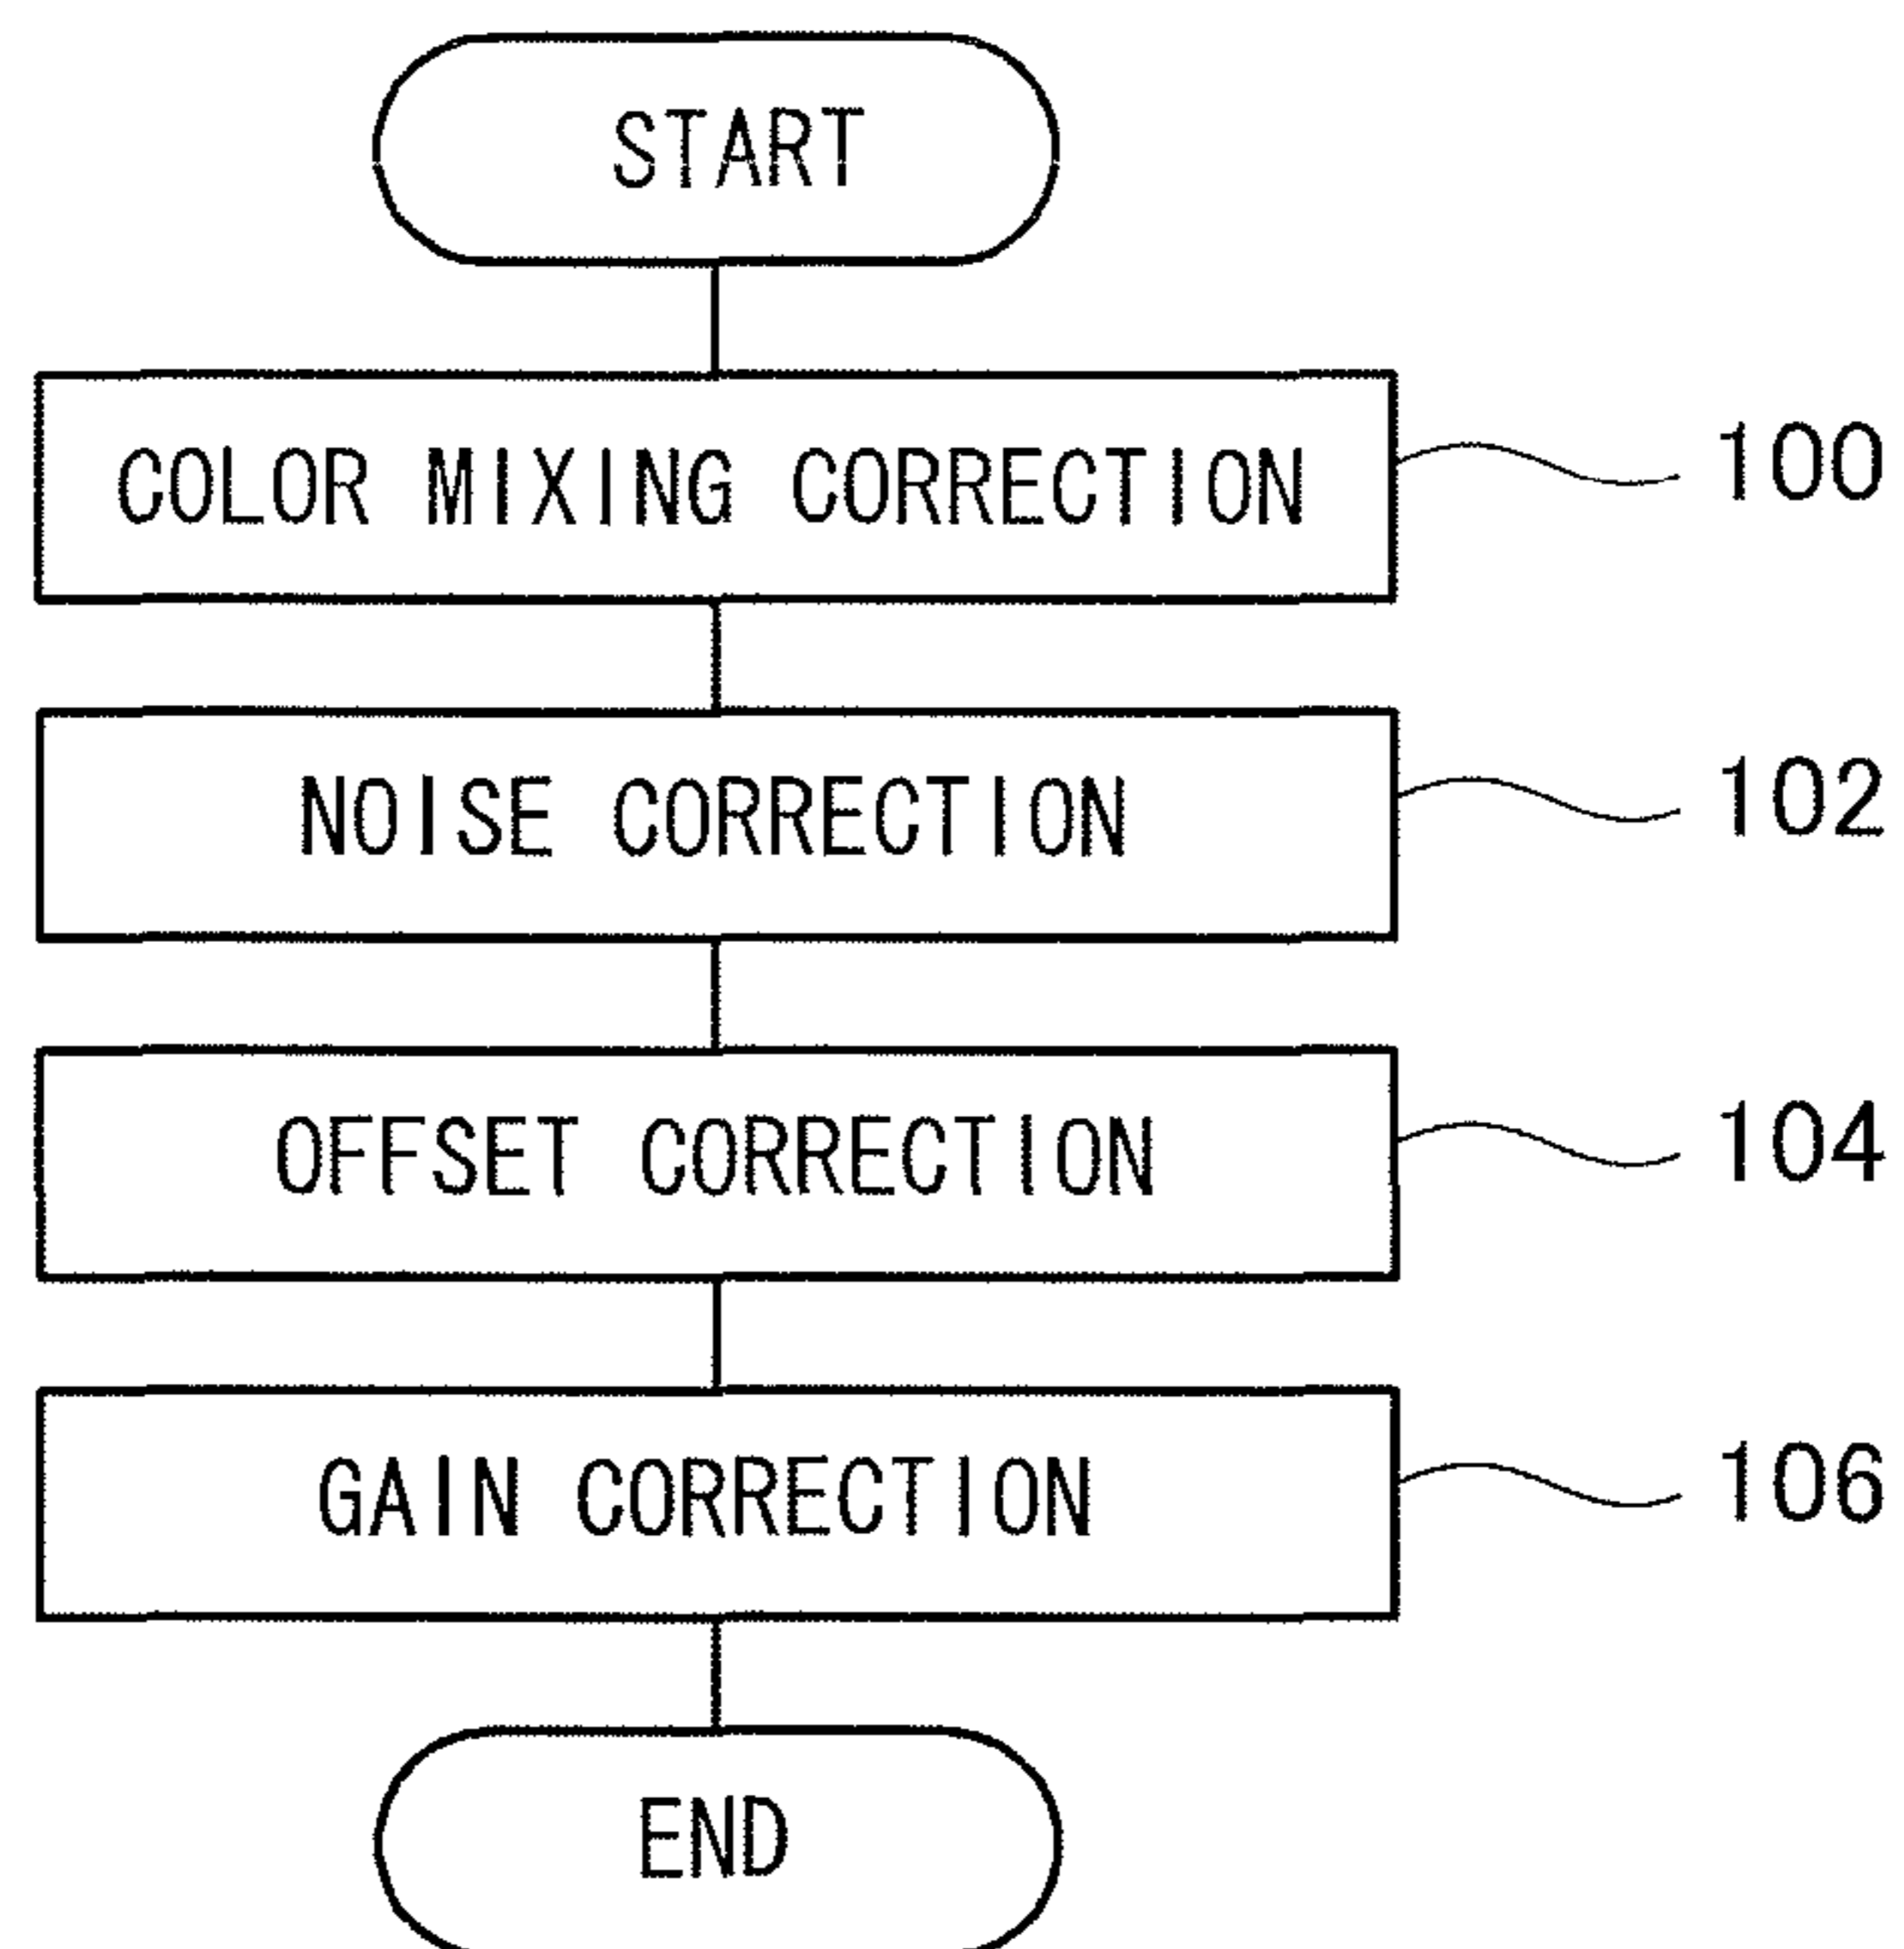 START
COLOR MIXING CORRECTION 100
NOISE CORRECTION 102
OFFSET CORRECTION 104
GAIN CORRECTION 106
END